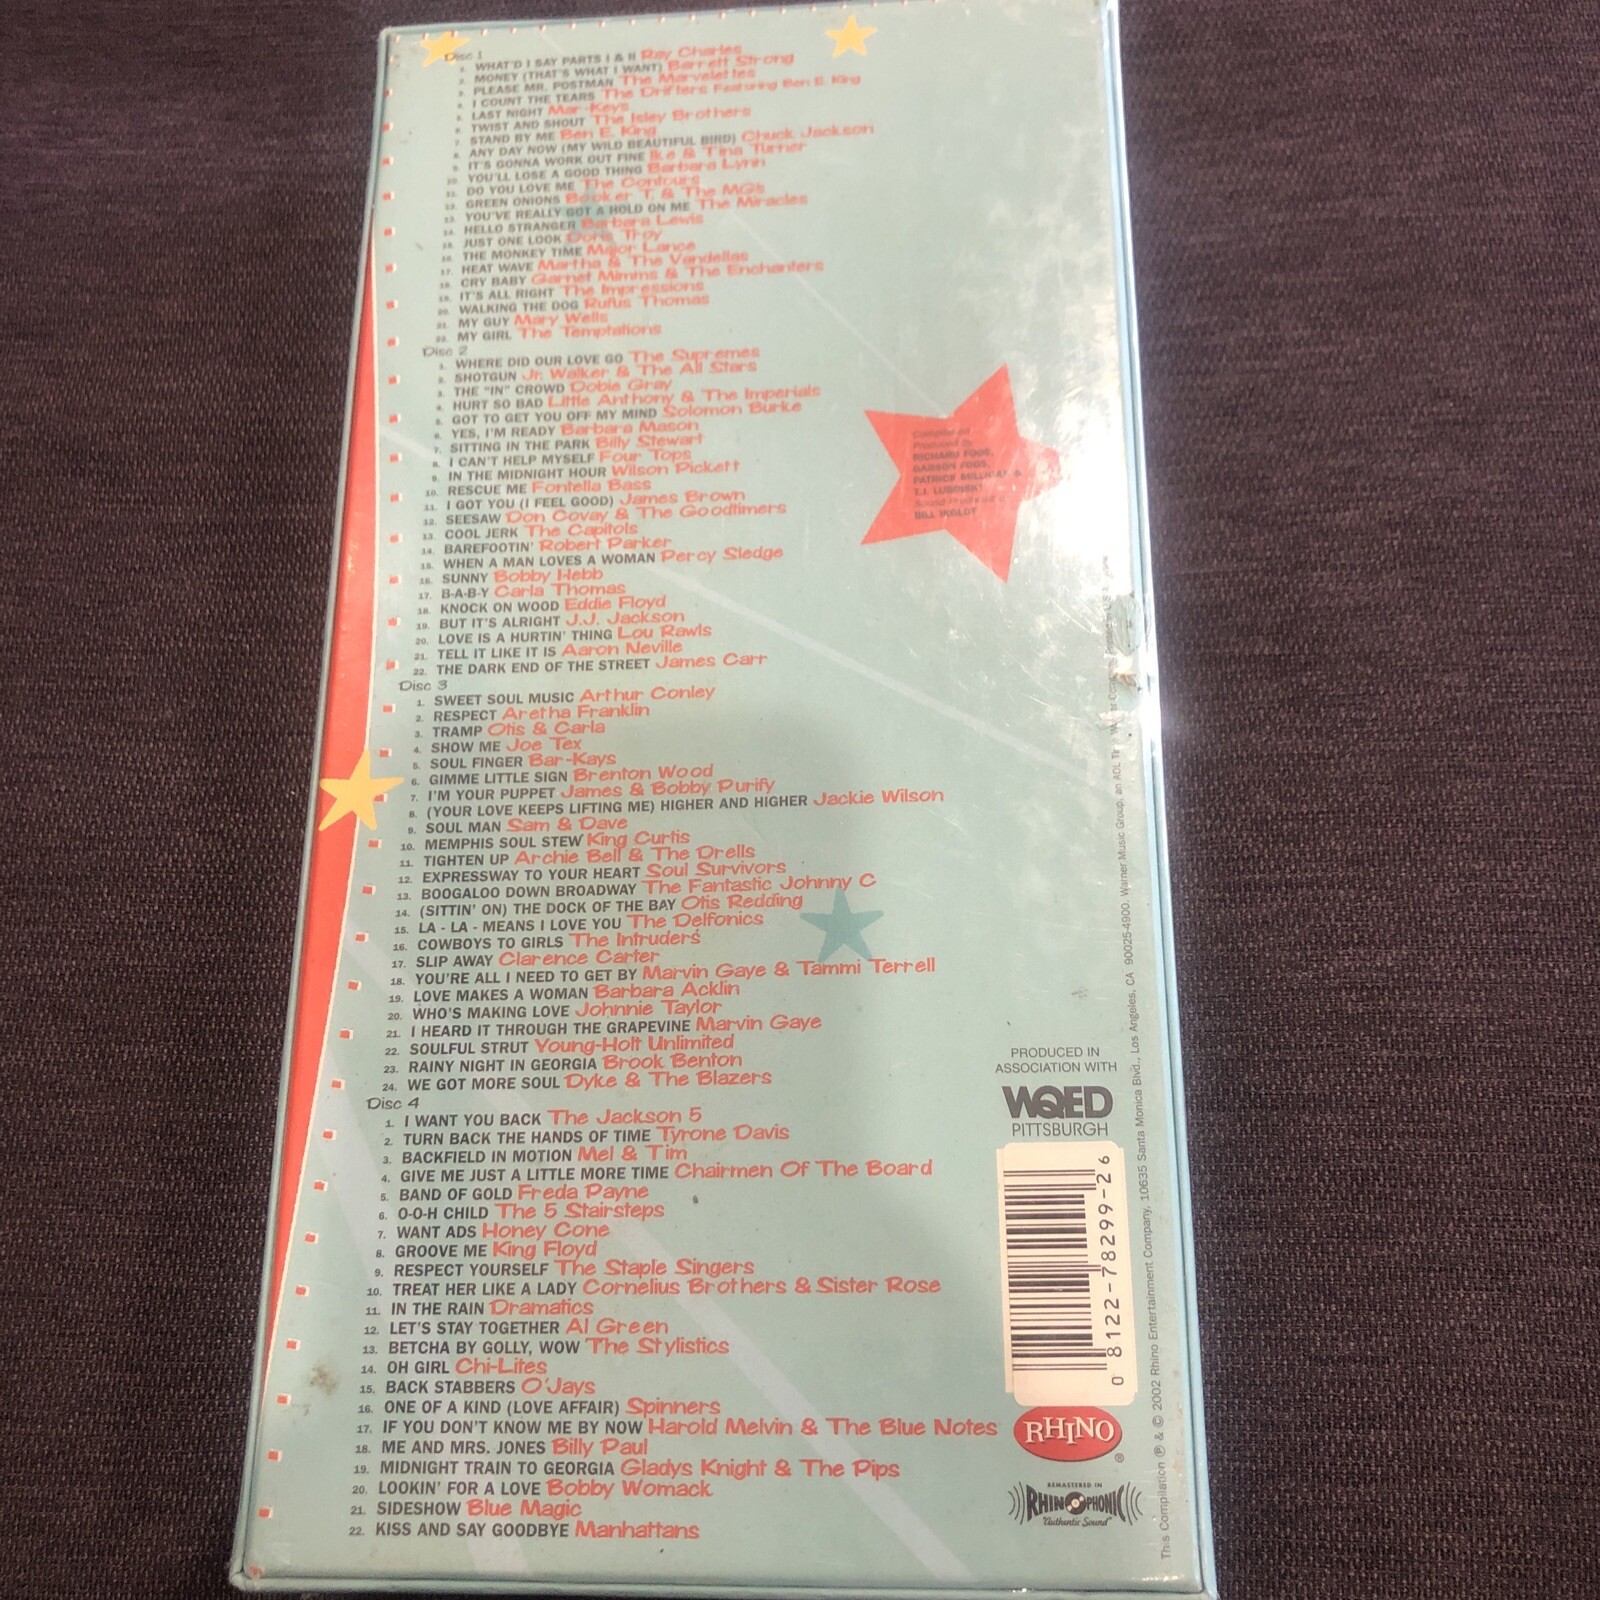 Disc 1
1. WHAT'D I SAY PARTS I & II Ray Charles
2. MONEY (THAT'S WHAT I WANT) Barrett Strong
3. PLEASE MR. POSTMAN The Marvelettes
4. I COUNT THE TEARS The Drifters Featuring Ben E. King
5. LAST NIGHT Mar-Keys
6. TWIST AND SHOUT The Isley Brothers
7. STAND BY ME Ben E. King
8. ANY DAY NOW (MY WILD BEAUTIFUL BIRD) Chuck Jackson
9. IT'S GONNA WORK OUT FINE Ike & Tina Turner
10. YOU'LL LOSE A GOOD THING Barbara Lynn
11. DO YOU LOVE ME The Contours
12. GREEN ONIONS Booker T. & The MG's
13. YOU'VE REALLY GOT A HOLD ON ME The Miracles
14. HELLO STRANGER Barbara Lewis
15. JUST ONE LOOK Doris Troy
16. THE MONKEY TIME Major Lance
17. HEAT WAVE Martha & The Vandellas
18. CRY BABY Garnet Mimms & The Enchanters
19. IT'S ALL RIGHT The Impressions
20. WALKING THE DOG Rufus Thomas
21. MY GUY Mary Wells
22. MY GIRL The Temptations
Disc 2
1. WHERE DID OUR LOVE GO The Supremes
2. SHOTGUN Jr. Walker & The All Stars
3. THE "IN" CROWD Dobie Gray
4. HURT SO BAD Little Anthony & The Imperials
5. GOT TO GET YOU OFF MY MIND Solomon Burke
6. YES, I'M READY Barbara Mason
7. SITTING IN THE PARK Billy Stewart
8. I CAN'T HELP MYSELF Four Tops
9. IN THE MIDNIGHT HOUR Wilson Pickett
10. RESCUE ME Fontella Bass
11. I GOT YOU (I FEEL GOOD) James Brown
12. SEESAW Don Covay & The Goodtimers
13. COOL JERK The Capitols
14. BAREFOOTIN' Robert Parker
15. WHEN A MAN LOVES A WOMAN Percy Sledge
16. SUNNY Bobby Hebb
17. B-A-B-Y Carla Thomas
18. KNOCK ON WOOD Eddie Floyd
19. BUT IT'S ALRIGHT J.J. Jackson
20. LOVE IS A HURTIN' THING Lou Rawls
21. TELL IT LIKE IT IS Aaron Neville
22. THE DARK END OF THE STREET James Carr
Disc 3
1. SWEET SOUL MUSIC Arthur Conley
2. RESPECT Aretha Franklin
3. TRAMP Otis & Carla
4. SHOW ME Joe Tex
5. SOUL FINGER Bar-Kays
6. GIMME LITTLE SIGN Brenton Wood
7. I'M YOUR PUPPET James & Bobby Purify
8. (YOUR LOVE KEEPS LIFTING ME) HIGHER AND HIGHER Jackie Wilson
9. SOUL MAN Sam & Dave
10. MEMPHIS SOUL STEW King Curtis
11. TIGHTEN UP Archie Bell & The Drells
12. EXPRESSWAY TO YOUR HEART Soul Survivors
13. BOOGALOO DOWN BROADWAY The Fantastic Johnny C
14. (SITTIN' ON) THE DOCK OF THE BAY Otis Redding
15. LA - LA - MEANS I LOVE YOU The Delfonics
16. COWBOYS TO GIRLS The Intruders
17. SLIP AWAY Clarence Carter
18. YOU'RE ALL I NEED TO GET BY Marvin Gaye & Tammi Terrell
19. LOVE MAKES A WOMAN Barbara Acklin
20. WHO'S MAKING LOVE Johnnie Taylor
21. I HEARD IT THROUGH THE GRAPEVINE Marvin Gaye
22. SOULFUL STRUT Young-Holt Unlimited
23. RAINY NIGHT IN GEORGIA Brook Benton
24. WE GOT MORE SOUL Dyke & The Blazers
Disc 4
1. I WANT YOU BACK The Jackson 5
2. TURN BACK THE HANDS OF TIME Tyrone Davis
3. BACKFIELD IN MOTION Mel & Tim
4. GIVE ME JUST A LITTLE MORE TIME Chairmen Of The Board
5. BAND OF GOLD Freda Payne
6. O-O-H CHILD The 5 Stairsteps
7. WANT ADS Honey Cone
8. GROOVE ME King Floyd
9. RESPECT YOURSELF The Staple Singers
10. TREAT HER LIKE A LADY Cornelius Brothers & Sister Rose
11. IN THE RAIN Dramatics
12. LET'S STAY TOGETHER Al Green
13. BETCHA BY GOLLY, WOW The Stylistics
14. OH GIRL Chi-Lites
15. BACK STABBERS O'Jays
16. ONE OF A KIND (LOVE AFFAIR) Spinners
17. IF YOU DON'T KNOW ME BY NOW Harold Melvin & The Blue Notes
18. ME AND MRS. JONES Billy Paul
19. MIDNIGHT TRAIN TO GEORGIA Gladys Knight & The Pips
20. LOOKIN' FOR A LOVE Bobby Womack
21. SIDESHOW Blue Magic
22. KISS AND SAY GOODBYE Manhattans
Compilation
Produced by
RICHARD FOOS,
GARSON FOOS,
PATRICK MILLIGAN &
T.J. LUBINSKY
Sound Produced
BILL INGLOT
PRODUCED IN
ASSOCIATION WITH
WQED
PITTSBURGH
0 8122-78299-2 6
RHINO®
REMASTERED IN
RHINOPHONIC
"Authentic Sound"
This Compilation ℗ & © 2002 Rhino Entertainment Company, 10635 Santa Monica Blvd., Los Angeles, CA 90025-4900. Warner Music Group, an AOL Time Warner Company.